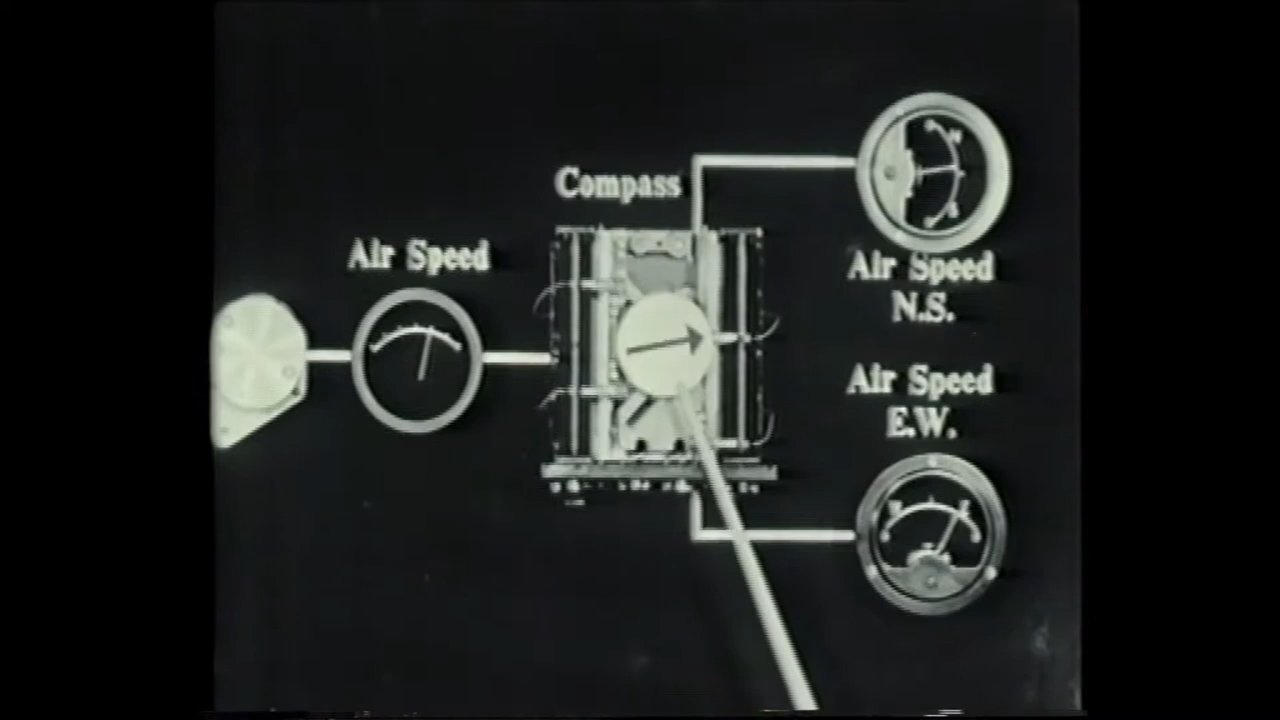 Compass
Air Speed
Air Speed
N.S.
Air Speed
E.W.